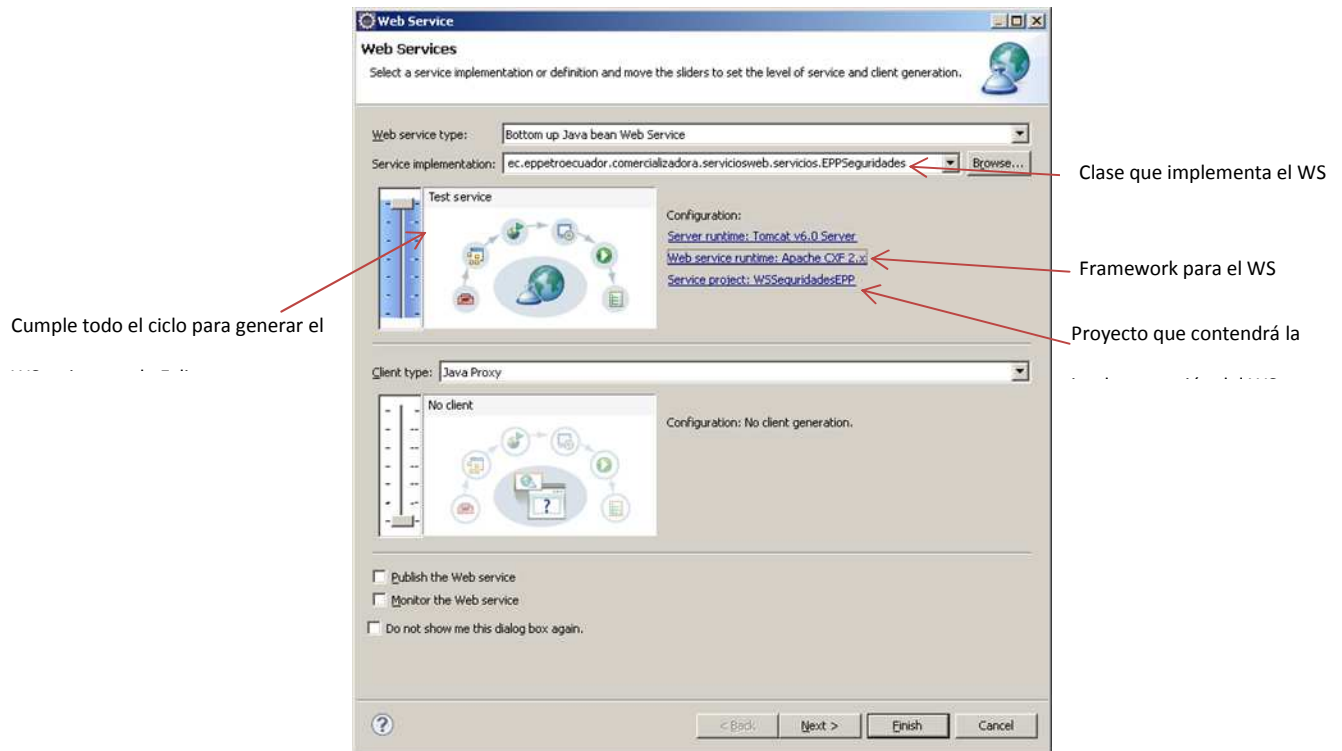 Web Service
Web Services
Select a service implementation or definition and move the sliders to set the level of service and client generation.
Web service type: Bottom up Java bean Web Service
Service implementation: ec.eppetroecuador.comercializadora.serviciosweb.servicios.EPPSeguridades Browse...
Clase que implementa el WS
Test service
Configuration:
Server runtime: Tomcat v6.0 Server
Web service runtime: Apache CXF 2.x
Framework para el WS
Service project: WSSeguridadesEPP
Cumple todo el ciclo para generar el
Proyecto que contendrá la
Client type: Java Proxy
No client
Configuration: No client generation.
?
Publish the Web service
Monitor the Web service
Do not show me this dialog box again.
?
< Back Next > Finish Cancel